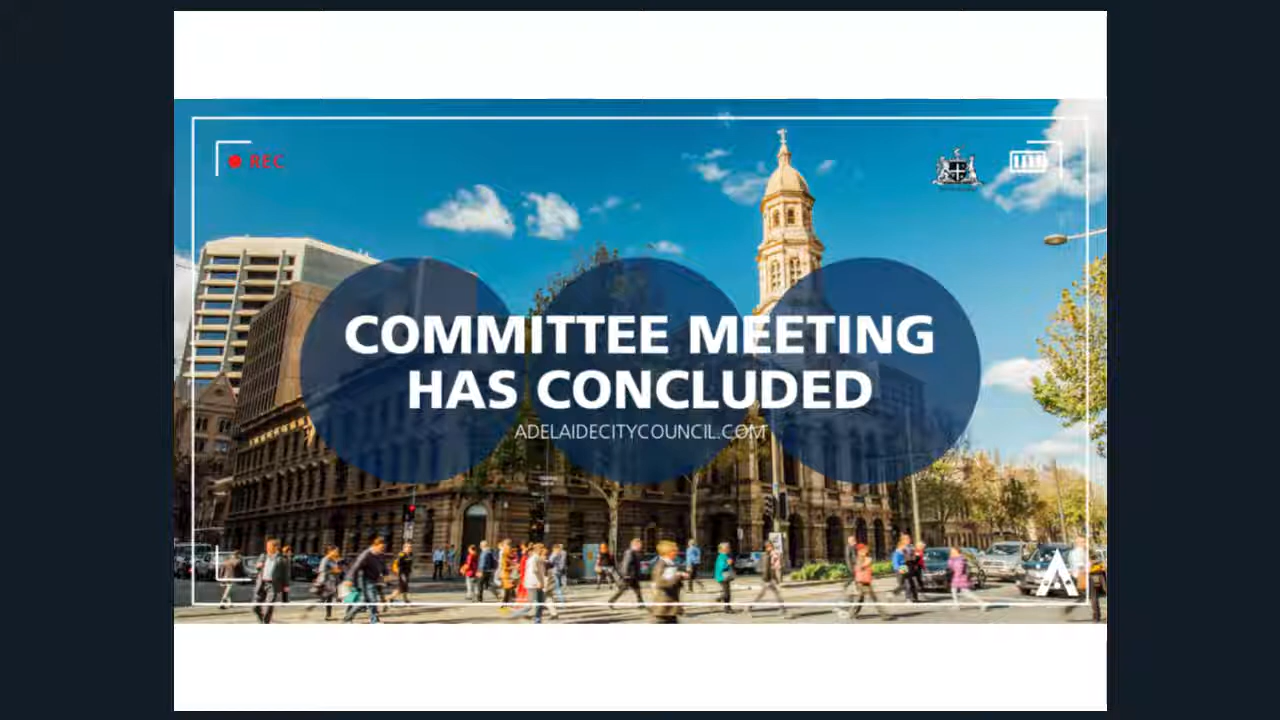 REC
COMMITTEE MEETING
HAS CONCLUDED
ADELAIDECITYCOUNCIL.COM